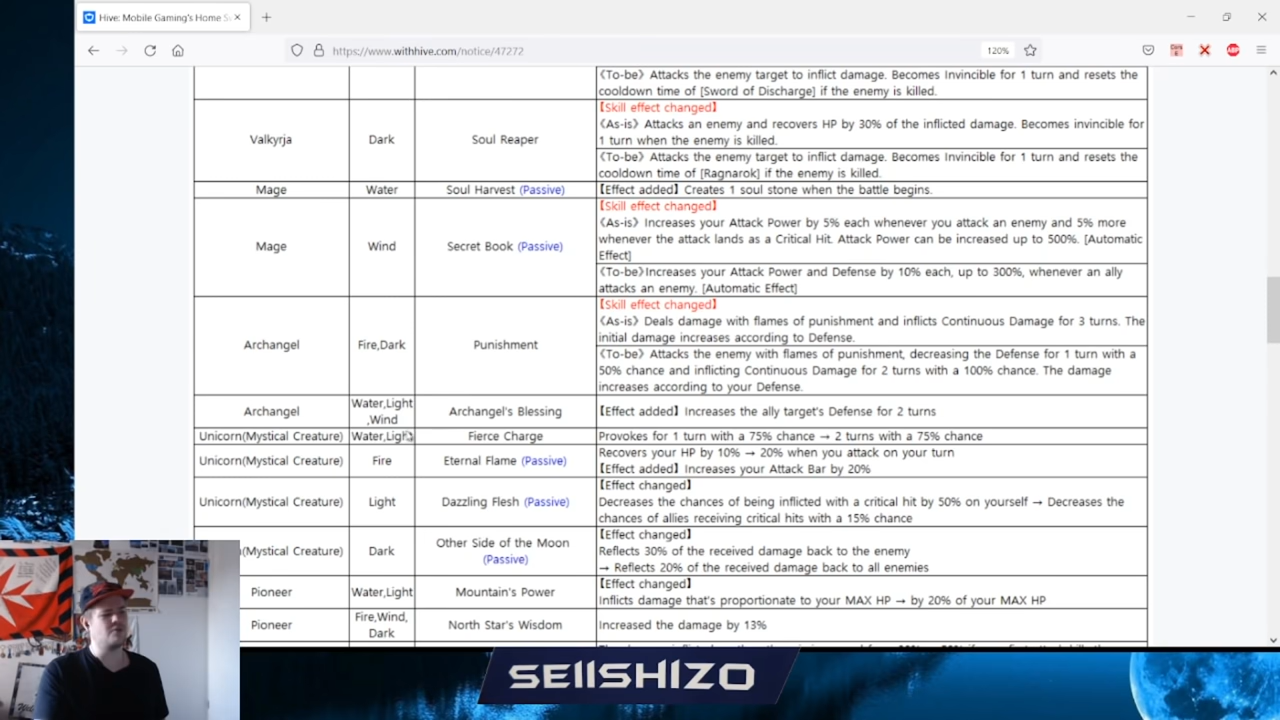 Hive: Mobile Gaming's Home S
https://www.withhive.com/notice/47272
120%
《To-be》 Attacks the enemy target to inflict damage. Becomes Invincible for 1 turn and resets the
cooldown time of [Sword of Discharge] if the enemy is killed.
Valkyrja
Dark
Soul Reaper
【Skill effect changed】
《As-is》 Attacks an enemy and recovers HP by 30% of the inflicted damage. Becomes invincible for
1 turn when the enemy is killed.
《To-be》 Attacks the enemy target to inflict damage. Becomes Invincible for 1 turn and resets the
cooldown time of [Ragnarok] if the enemy is killed.
Mage
Water
Soul Harvest (Passive)
【Effect added】 Creates 1 soul stone when the battle begins.
Mage
Wind
Secret Book (Passive)
【Skill effect changed】
《As-is》 Increases your Attack Power by 5% each whenever you attack an enemy and 5% more
whenever the attack lands as a Critical Hit. Attack Power can be increased up to 500%. [Automatic
Effect]
《To-be》Increases your Attack Power and Defense by 10% each, up to 300%, whenever an ally
attacks an enemy. [Automatic Effect]
Archangel
Fire,Dark
Punishment
【Skill effect changed】
《As-is》 Deals damage with flames of punishment and inflicts Continuous Damage for 3 turns. The
initial damage increases according to Defense.
《To-be》 Attacks the enemy with flames of punishment, decreasing the Defense for 1 turn with a
50% chance and inflicting Continuous Damage for 2 turns with a 100% chance. The damage
increases according to your Defense.
Archangel
Water,Light
,Wind
Archangel's Blessing
【Effect added】 Increases the ally target's Defense for 2 turns
Unicorn(Mystical Creature)
Water,Light
Fierce Charge
Provokes for 1 turn with a 75% chance → 2 turns with a 75% chance
Unicorn(Mystical Creature)
Fire
Eternal Flame (Passive)
Recovers your HP by 10% → 20% when you attack on your turn
【Effect added】 Increases your Attack Bar by 20%
Unicorn(Mystical Creature)
Light
Dazzling Flesh (Passive)
【Effect changed】
Decreases the chances of being inflicted with a critical hit by 50% on yourself → Decreases the
chances of allies receiving critical hits with a 15% chance
(Mystical Creature)
Dark
Other Side of the Moon
(Passive)
【Effect changed】
Reflects 30% of the received damage back to the enemy
→ Reflects 20% of the received damage back to all enemies
Pioneer
Water,Light
Mountain's Power
【Effect changed】
Inflicts damage that's proportionate to your MAX HP → by 20% of your MAX HP
Pioneer
Fire,Wind,
Dark
North Star's Wisdom
Increased the damage by 13%
SEIISHIZO